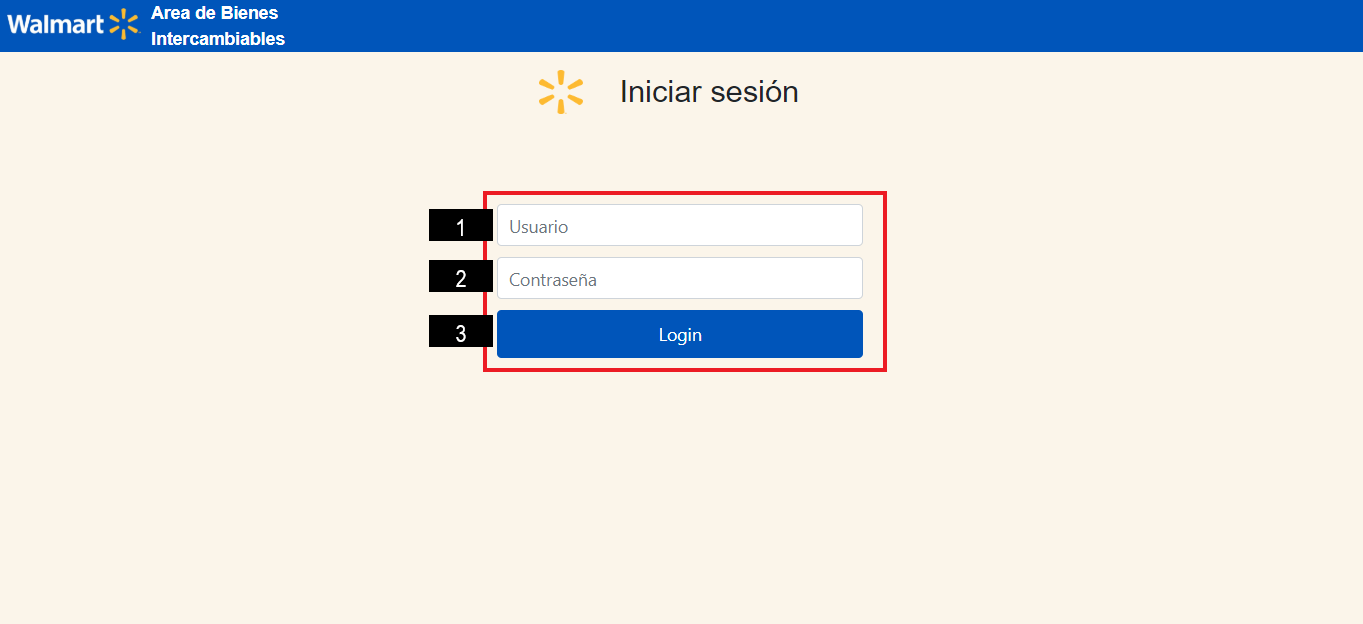 Walmart
Area de Bienes
Intercambiables
Iniciar sesión
1 Usuario
2 Contraseña
3 Login